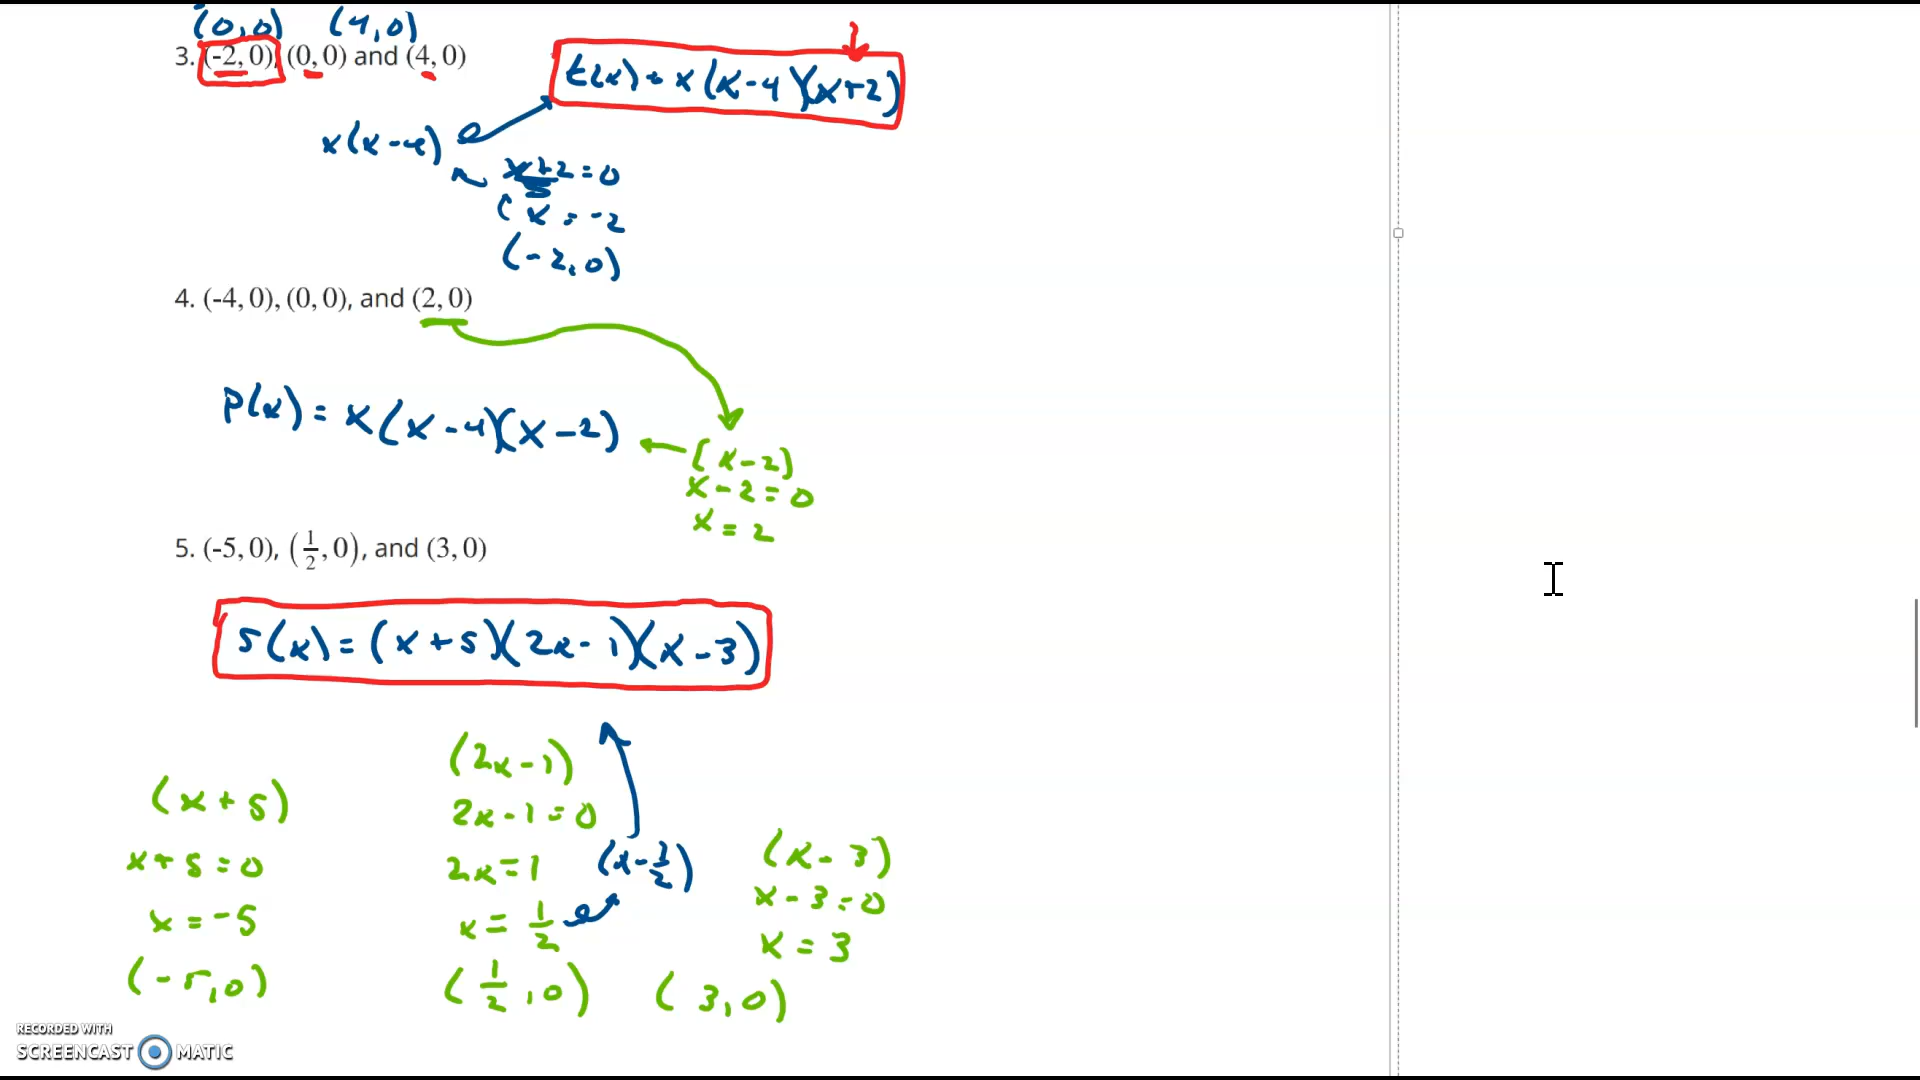 (0,0) (4,0)
3. (-2, 0), (0, 0) and (4, 0)
t(x) = x(x-4)(x+2)
x(x-4)
x+2=0
( x = -2
(-2,0)
4. (-4, 0), (0, 0), and (2, 0)
P(x) = x(x-4)(x-2)
(x-2)
x-2=0
x=2
5. (-5, 0), (1/2, 0), and (3, 0)
s(x) = (x+5)(2x-1)(x-3)
(x+5)
x+5=0
x=-5
(-5,0)
(2x-1)
2x-1=0
2x=1
x=1/2
(1/2,0)
(x-1/2)
(x-3)
x-3=0
x=3
(3,0)
RECORDED WITH
SCREENCAST MATIC